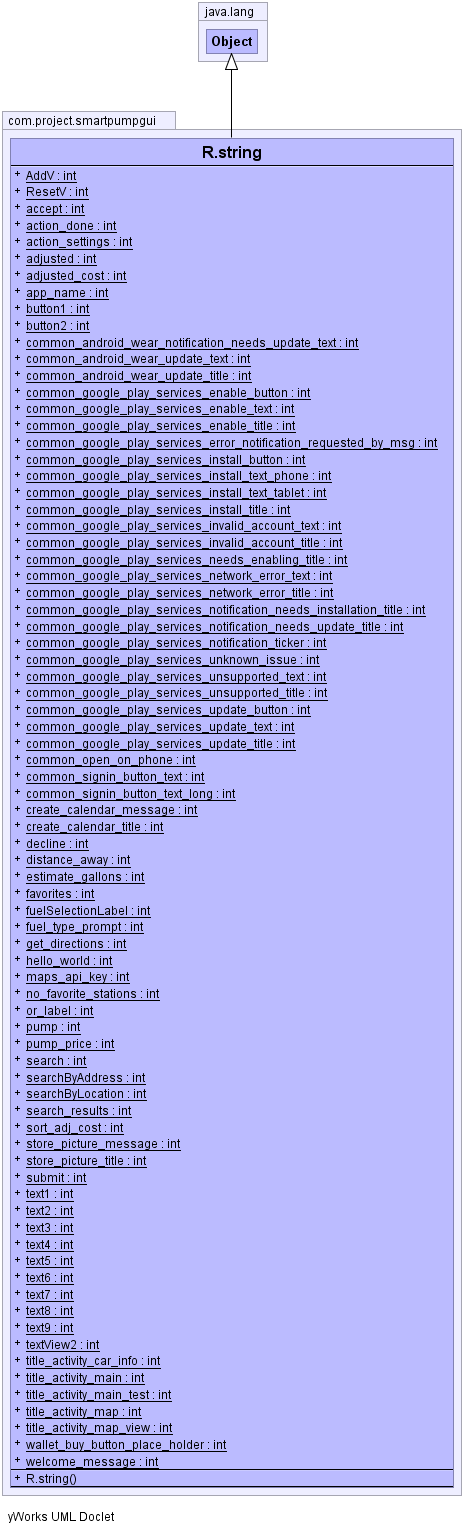 java.lang
Object
com.project.smartpumpgui
R.string
+ AddV : int
+ ResetV : int
+ accept : int
+ action_done : int
+ action_settings : int
+ adjusted : int
+ adjusted_cost : int
+ app_name : int
+ button1 : int
+ button2 : int
+ common_android_wear_notification_needs_update_text : int
+ common_android_wear_update_text : int
+ common_android_wear_update_title : int
+ common_google_play_services_enable_button : int
+ common_google_play_services_enable_text : int
+ common_google_play_services_enable_title : int
+ common_google_play_services_error_notification_requested_by_msg : int
+ common_google_play_services_install_button : int
+ common_google_play_services_install_text_phone : int
+ common_google_play_services_install_text_tablet : int
+ common_google_play_services_install_title : int
+ common_google_play_services_invalid_account_text : int
+ common_google_play_services_invalid_account_title : int
+ common_google_play_services_needs_enabling_title : int
+ common_google_play_services_network_error_text : int
+ common_google_play_services_network_error_title : int
+ common_google_play_services_notification_needs_installation_title : int
+ common_google_play_services_notification_needs_update_title : int
+ common_google_play_services_notification_ticker : int
+ common_google_play_services_unknown_issue : int
+ common_google_play_services_unsupported_text : int
+ common_google_play_services_unsupported_title : int
+ common_google_play_services_update_button : int
+ common_google_play_services_update_text : int
+ common_google_play_services_update_title : int
+ common_open_on_phone : int
+ common_signin_button_text : int
+ common_signin_button_text_long : int
+ create_calendar_message : int
+ create_calendar_title : int
+ decline : int
+ distance_away : int
+ estimate_gallons : int
+ favorites : int
+ fuelSelectionLabel : int
+ fuel_type_prompt : int
+ get_directions : int
+ hello_world : int
+ maps_api_key : int
+ no_favorite_stations : int
+ or_label : int
+ pump : int
+ pump_price : int
+ search : int
+ searchByAddress : int
+ searchByLocation : int
+ search_results : int
+ sort_adj_cost : int
+ store_picture_message : int
+ store_picture_title : int
+ submit : int
+ text1 : int
+ text2 : int
+ text3 : int
+ text4 : int
+ text5 : int
+ text6 : int
+ text7 : int
+ text8 : int
+ text9 : int
+ textView2 : int
+ title_activity_car_info : int
+ title_activity_main : int
+ title_activity_main_test : int
+ title_activity_map : int
+ title_activity_map_view : int
+ wallet_buy_button_place_holder : int
+ welcome_message : int
+ R.string()
yWorks UML Doclet